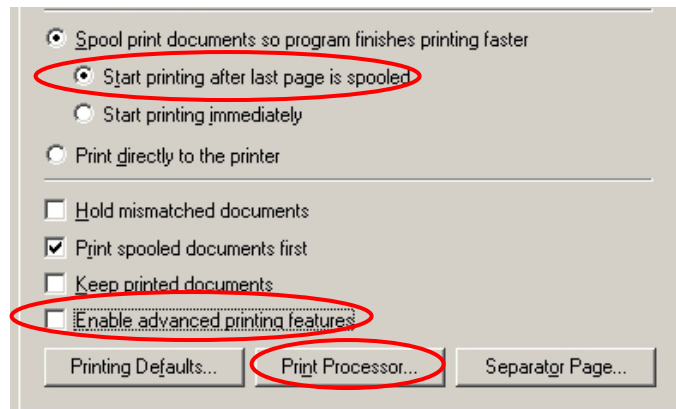 Spool print documents so program finishes printing faster
Start printing after last page is spooled
Start printing immediately
Print directly to the printer
Hold mismatched documents
Print spooled documents first
Keep printed documents
Enable advanced printing features
Printing Defaults... Print Processor... Separator Page...